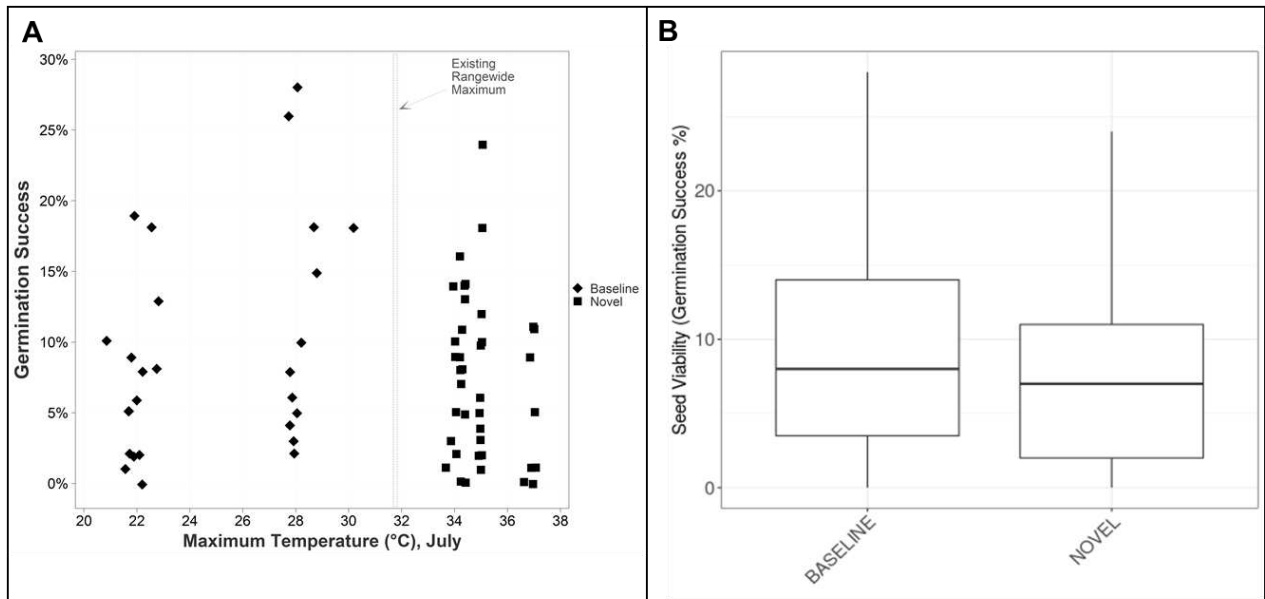 A
30%
25%
20%
15%
10%
5%
0%
Germination Success
Existing
Rangewide
Maximum
Baseline
Novel
20 22 24 26 28 30 32 34 36 38
Maximum Temperature (°C), July
B
Seed Viability (Germination Success %)
20
10
0
BASELINE
NOVEL